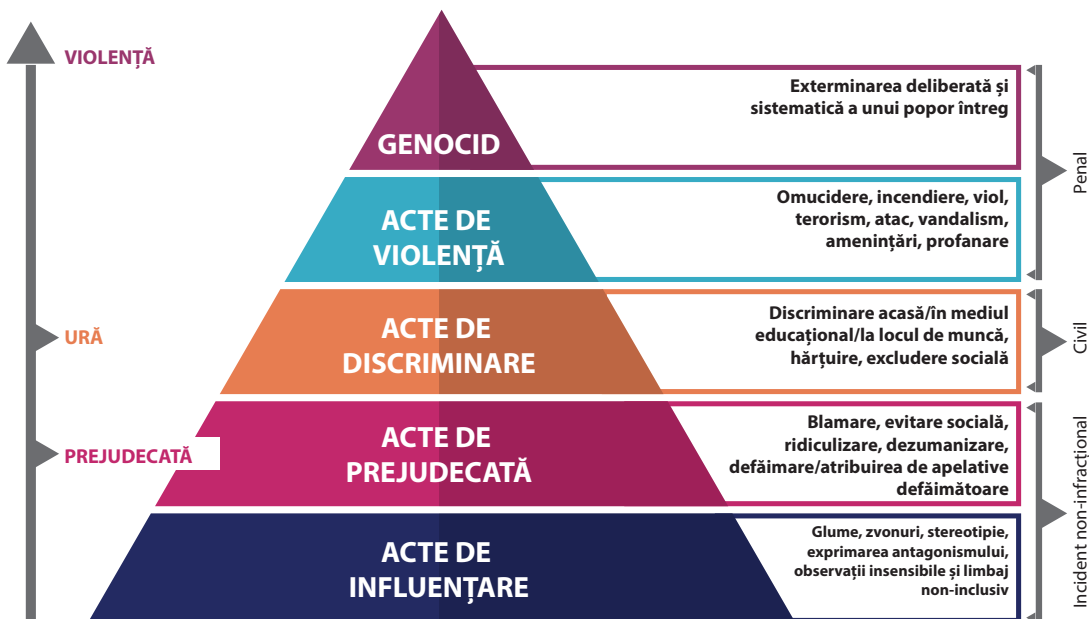 VIOLENȚĂ
URĂ
PREJUDECATĂ
GENOCID
Exterminarea deliberată și
sistematică a unui popor întreg
ACTE DE
VIOLENȚĂ
Omucidere, incendiere, viol,
terorism, atac, vandalism,
amenințări, profanare
Penal
ACTE DE
DISCRIMINARE
Discriminare acasă/în mediul
educațional/la locul de muncă,
hărțuire, excludere socială
Civil
ACTE DE
PREJUDECATĂ
Blamare, evitare socială,
ridiculizare, dezumanizare,
defăimare/atribuirea de apelative
defăimătoare
ACTE DE
INFLUENȚARE
Glume, zvonuri, stereotipie,
exprimarea antagonismului,
observații insensibile și limbaj
non-inclusiv
Incident non-infracțional